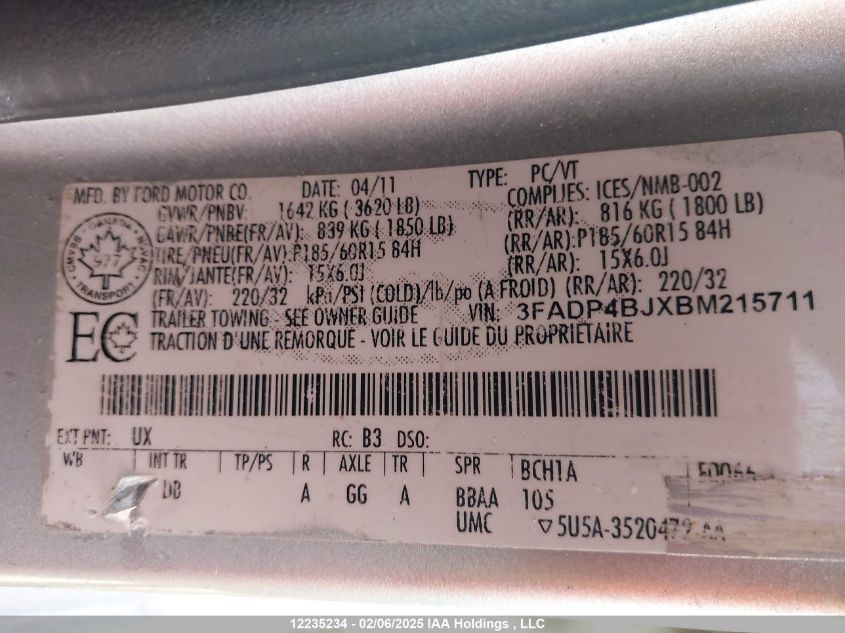 MFD. BY FORD MOTOR CO. DATE: 04/11 TYPE: PC/VT
GVWR/PNBV: 1642 KG ( 3620 LB) COMPLIES: ICES/NMB-002
GAWR/PNBE(FR/AV): 839 KG ( 1850 LB) (RR/AR): 816 KG ( 1800 LB)
TIRE/PNEU(FR/AV):P185/60R15 84H (RR/AR):P185/60R15 84H
RIM/JANTE(FR/AV): 15X6.0J (RR/AR): 15X6.0J
(FR/AV): 220/32 kPa/PSI (COLD)/lb/po (A FROID) (RR/AR): 220/32
TRAILER TOWING - SEE OWNER GUIDE VIN: 3FADP4BJXBM215711
TRACTION D'UNE REMORQUE - VOIR LE GUIDE DU PROPRIETAIRE
CANADA
977
TRANSPORT
EC
EXT PNT: UX RC: B3 DSO:
WB INT TR TP/PS R AXLE TR SPR BCH1A
DB A GG A BBAA 105
UMC ▽5U5A-3520472-AA
12235234 - 02/06/2025 IAA Holdings , LLC